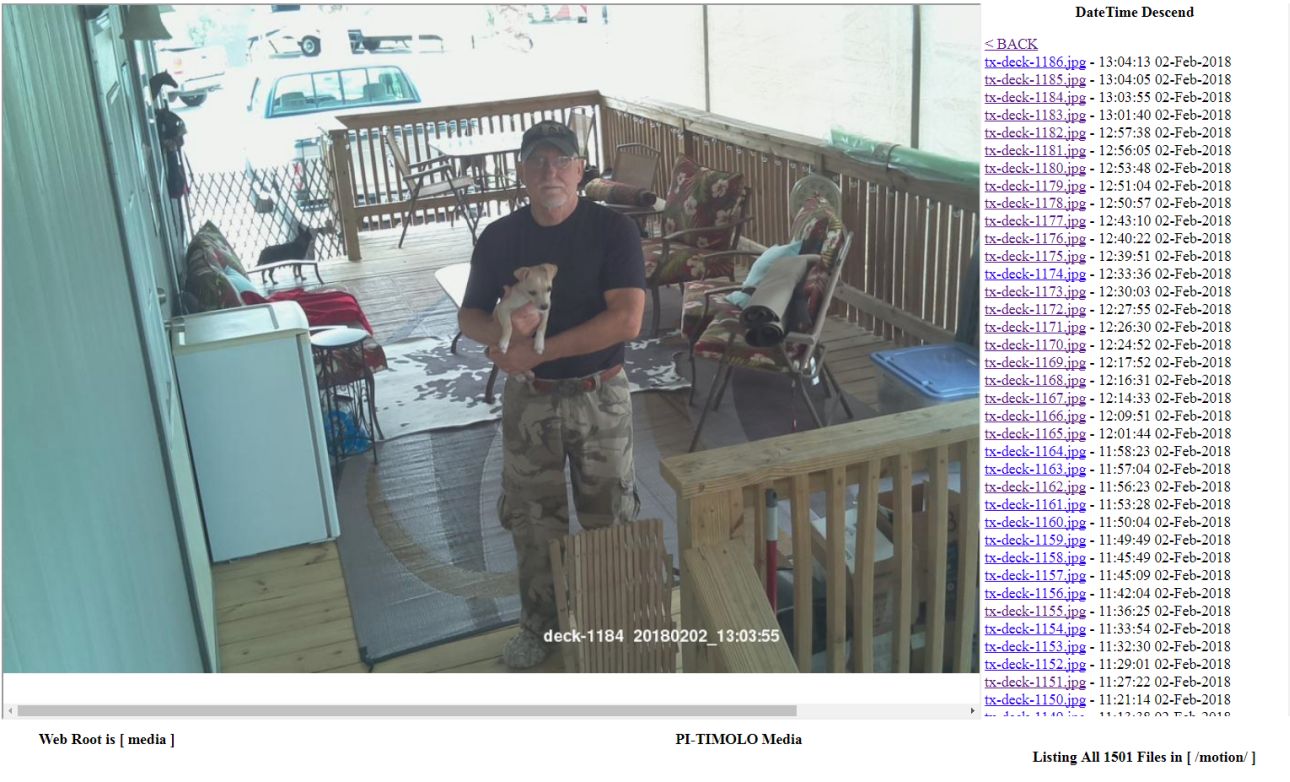 DateTime Descend
< BACK
tx-deck-1186.jpg - 13:04:13 02-Feb-2018
tx-deck-1185.jpg - 13:04:05 02-Feb-2018
tx-deck-1184.jpg - 13:03:55 02-Feb-2018
tx-deck-1183.jpg - 13:01:40 02-Feb-2018
tx-deck-1182.jpg - 12:57:38 02-Feb-2018
tx-deck-1181.jpg - 12:56:05 02-Feb-2018
tx-deck-1180.jpg - 12:53:48 02-Feb-2018
tx-deck-1179.jpg - 12:51:04 02-Feb-2018
tx-deck-1178.jpg - 12:50:57 02-Feb-2018
tx-deck-1177.jpg - 12:43:10 02-Feb-2018
tx-deck-1176.jpg - 12:40:22 02-Feb-2018
tx-deck-1175.jpg - 12:39:51 02-Feb-2018
tx-deck-1174.jpg - 12:33:36 02-Feb-2018
tx-deck-1173.jpg - 12:30:03 02-Feb-2018
tx-deck-1172.jpg - 12:27:55 02-Feb-2018
tx-deck-1171.jpg - 12:26:30 02-Feb-2018
tx-deck-1170.jpg - 12:24:52 02-Feb-2018
tx-deck-1169.jpg - 12:17:52 02-Feb-2018
tx-deck-1168.jpg - 12:16:31 02-Feb-2018
tx-deck-1167.jpg - 12:14:33 02-Feb-2018
tx-deck-1166.jpg - 12:09:51 02-Feb-2018
tx-deck-1165.jpg - 12:01:44 02-Feb-2018
tx-deck-1164.jpg - 11:58:23 02-Feb-2018
tx-deck-1163.jpg - 11:57:04 02-Feb-2018
tx-deck-1162.jpg - 11:56:23 02-Feb-2018
tx-deck-1161.jpg - 11:53:28 02-Feb-2018
tx-deck-1160.jpg - 11:50:04 02-Feb-2018
tx-deck-1159.jpg - 11:49:49 02-Feb-2018
tx-deck-1158.jpg - 11:45:49 02-Feb-2018
tx-deck-1157.jpg - 11:45:09 02-Feb-2018
tx-deck-1156.jpg - 11:42:04 02-Feb-2018
tx-deck-1155.jpg - 11:36:25 02-Feb-2018
tx-deck-1154.jpg - 11:33:54 02-Feb-2018
tx-deck-1153.jpg - 11:32:30 02-Feb-2018
tx-deck-1152.jpg - 11:29:01 02-Feb-2018
tx-deck-1151.jpg - 11:27:22 02-Feb-2018
tx-deck-1150.jpg - 11:21:14 02-Feb-2018
deck-1184 20180202_13:03:55
Web Root is [ media ]
PI-TIMOLO Media
Listing All 1501 Files in [ /motion/ ]